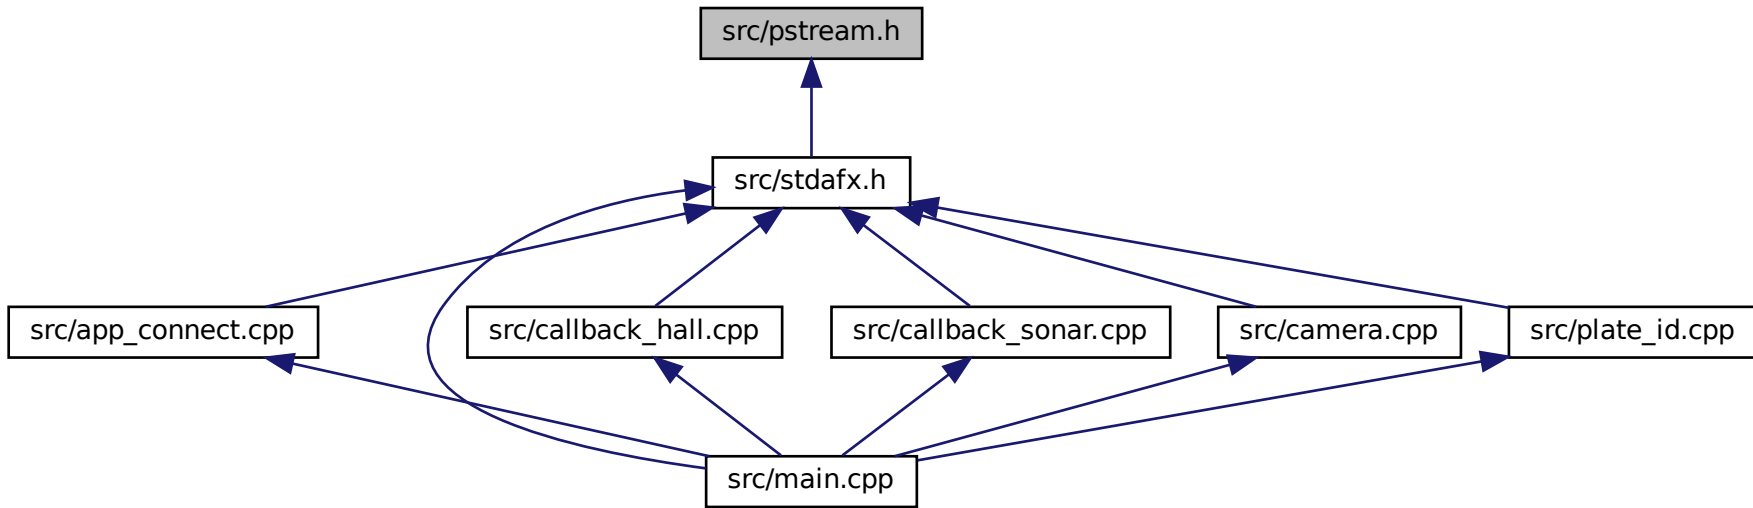 src/pstream.h
src/stdafx.h
src/app_connect.cpp
src/callback_hall.cpp
src/callback_sonar.cpp
src/camera.cpp
src/plate_id.cpp
src/main.cpp